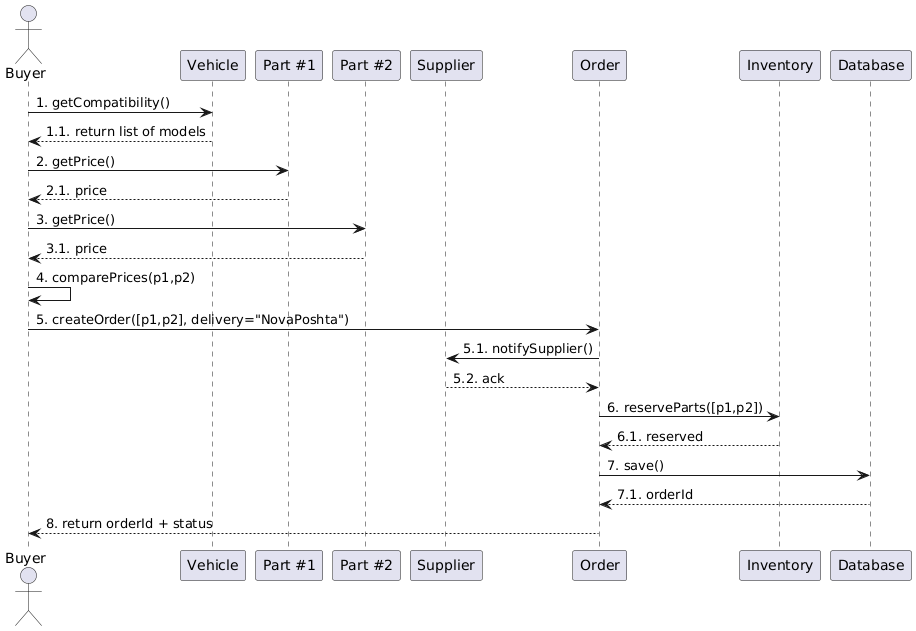 Buyer
Vehicle
Part #1
Part #2
Supplier
Order
Inventory
Database
1. getCompatibility()
1.1. return list of models
2. getPrice()
2.1. price
3. getPrice()
3.1. price
4. comparePrices(p1,p2)
5. createOrder([p1,p2], delivery="NovaPoshta")
5.1. notifySupplier()
5.2. ack
6. reserveParts([p1,p2])
6.1. reserved
7. save()
7.1. orderId
8. return orderId + status
Buyer
Vehicle
Part #1
Part #2
Supplier
Order
Inventory
Database